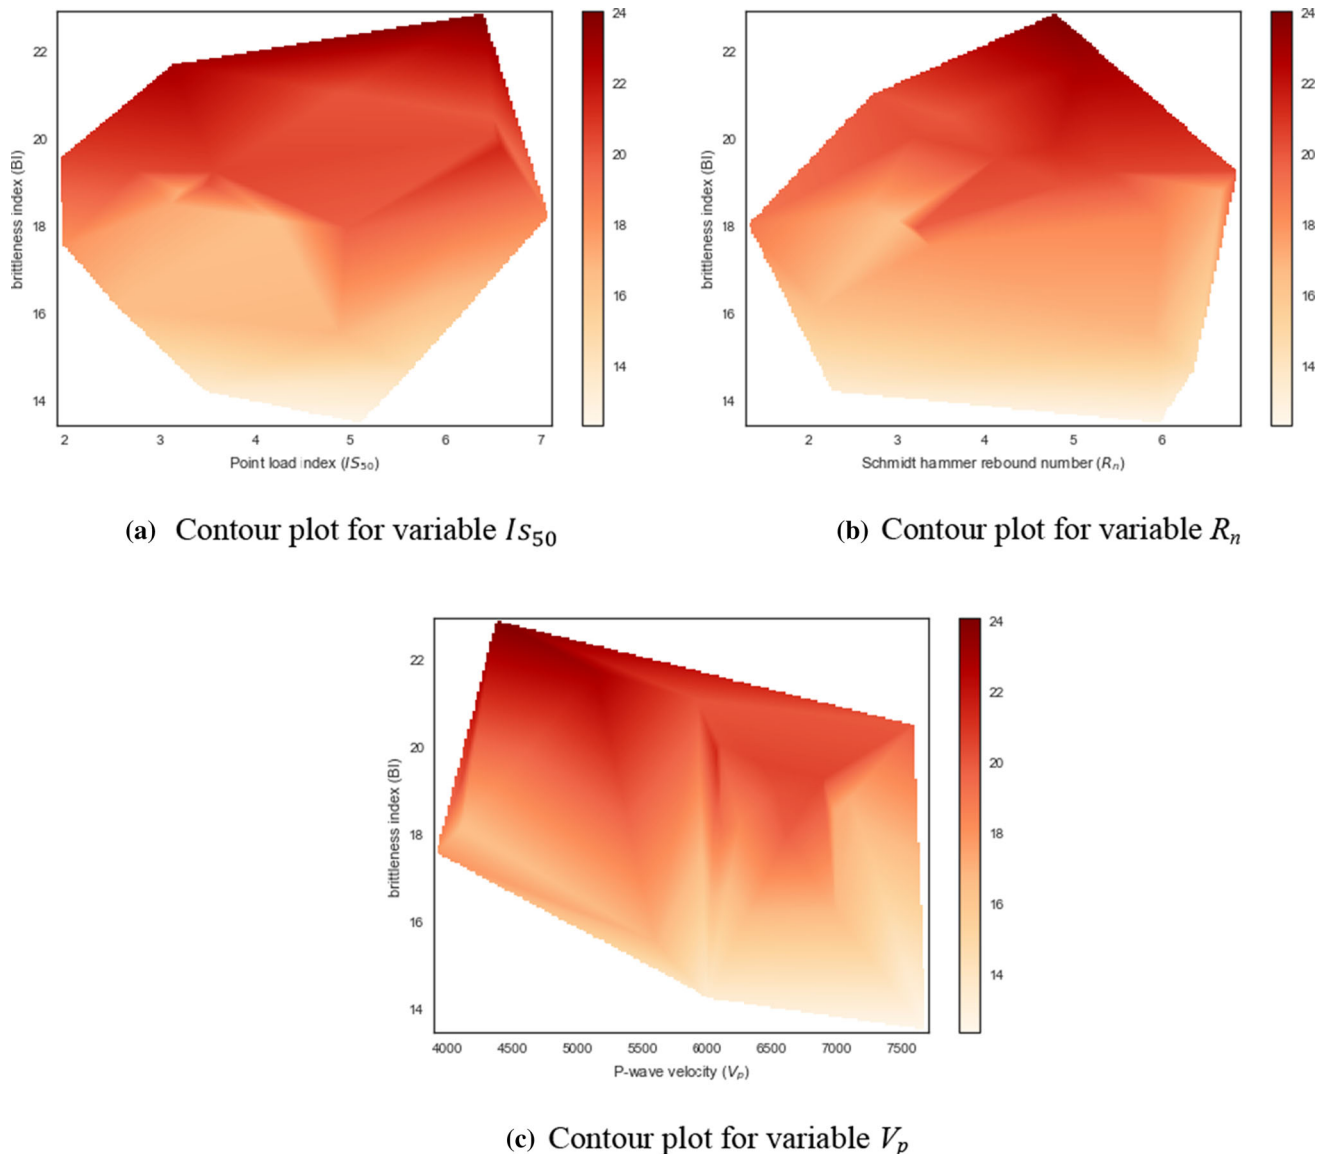 24
22
20
18
16
14
brittleness index (BI)
22
20
18
16
14
2 3 4 5 6 7
Point load index (IS₅₀)
(a) Contour plot for variable Is₅₀
24
22
20
18
16
14
brittleness index (BI)
22
20
18
16
14
2 3 4 5 6
Schmidt hammer rebound number (Rₙ)
(b) Contour plot for variable Rₙ
24
22
20
18
16
14
brittleness index (BI)
22
20
18
16
14
4000 4500 5000 5500 6000 6500 7000 7500
P-wave velocity (Vₚ)
(c) Contour plot for variable Vₚ